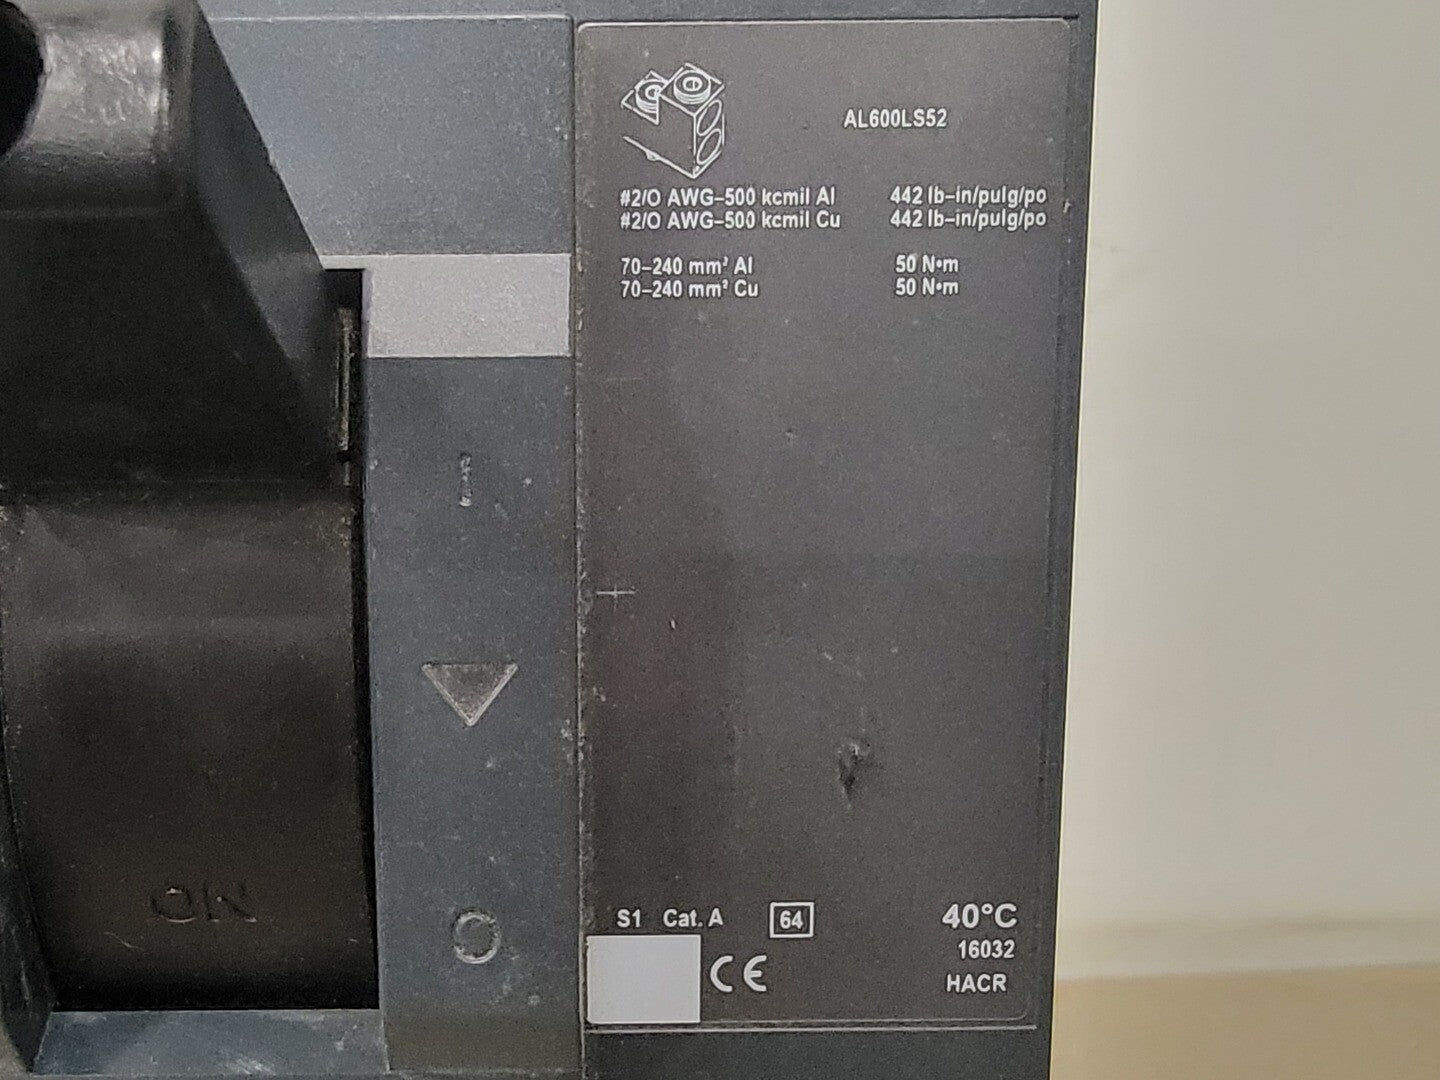 AL600LS52
#2/O AWG–500 kcmil Al 442 lb–in/pulg/po
#2/O AWG–500 kcmil Cu 442 lb–in/pulg/po
70–240 mm² Al 50 N•m
70–240 mm² Cu 50 N•m
I
ON
O
S1 Cat. A 64 40°C
16032
CE HACR